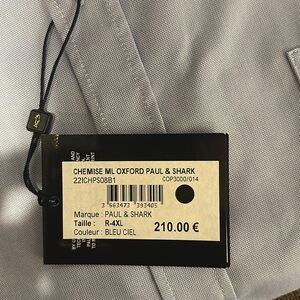 CHEMISE ML OXFORD PAUL & SHARK
22ICHPS08B1
COP3000/014
3 663473 393405
Marque : PAUL & SHARK
Taille : R-4XL
Couleur : BLEU CIEL
210.00 €